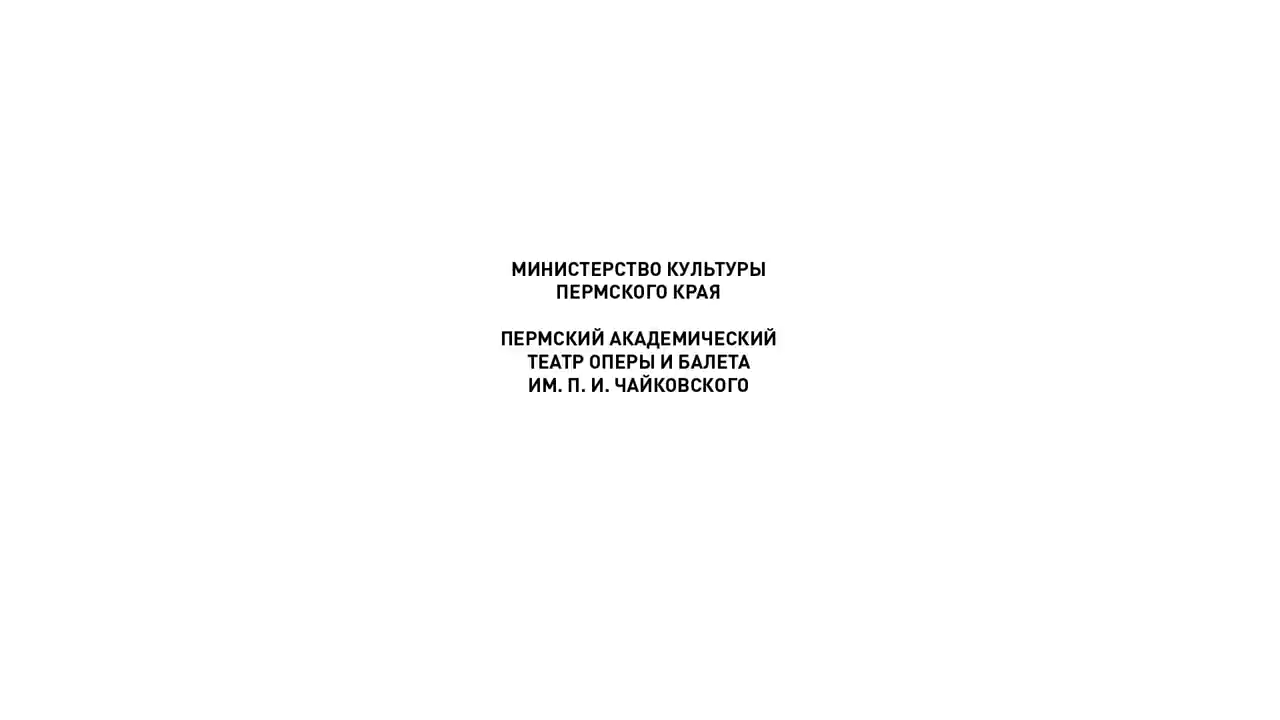 МИНИСТЕРСТВО КУЛЬТУРЫ
ПЕРМСКОГО КРАЯ
ПЕРМСКИЙ АКАДЕМИЧЕСКИЙ
ТЕАТР ОПЕРЫ И БАЛЕТА
ИМ. П. И. ЧАЙКОВСКОГО